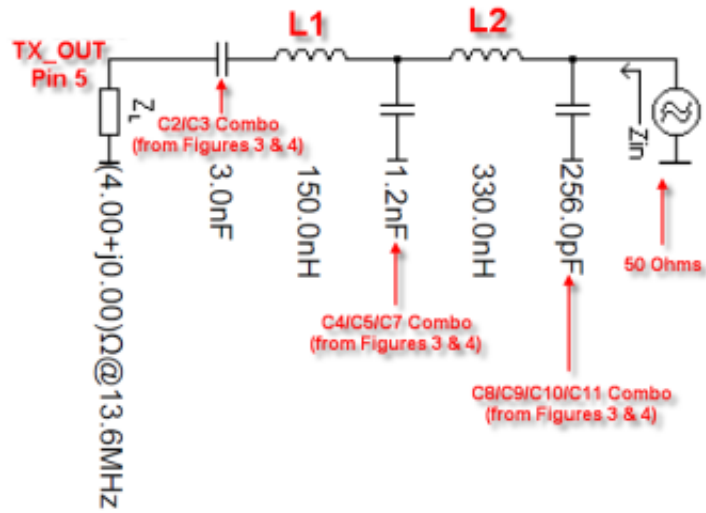 L1
L2
TX_OUT
Pin 5
ZL
C2/C3 Combo
(from Figures 3 & 4)
Zin
3.0nF
150.0nH
1.2nF
330.0nH
256.0pF
50 Ohms
(4.00+j0.00)Ω@13.6MHz
C4/C5/C7 Combo
(from Figures 3 & 4)
C8/C9/C10/C11 Combo
(from Figures 3 & 4)